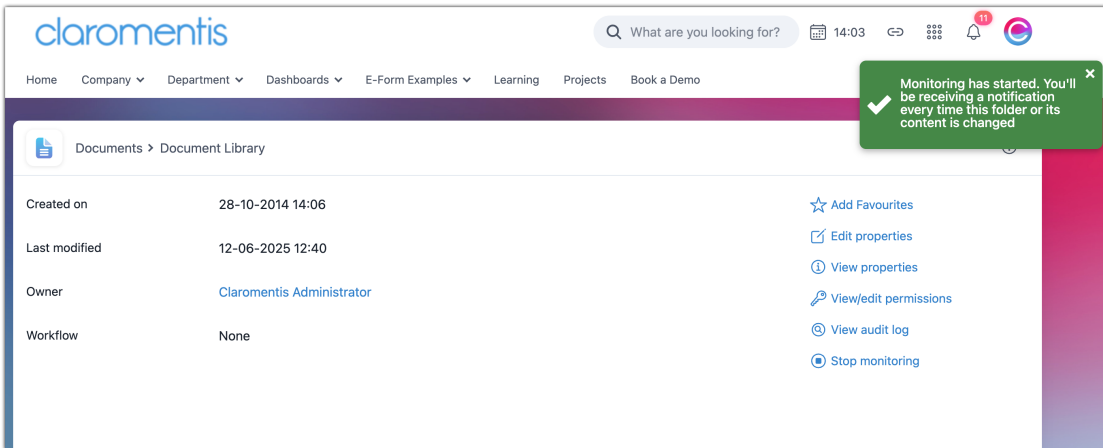 claromentis
What are you looking for?
14:03
11
Home Company Department Dashboards E-Form Examples Learning Projects Book a Demo
Monitoring has started. You'll
be receiving a notification
every time this folder or its
content is changed
Documents > Document Library
Created on 28-10-2014 14:06
Add Favourites
Last modified 12-06-2025 12:40
Edit properties
View properties
Owner Claromentis Administrator
View/edit permissions
Workflow None
View audit log
Stop monitoring